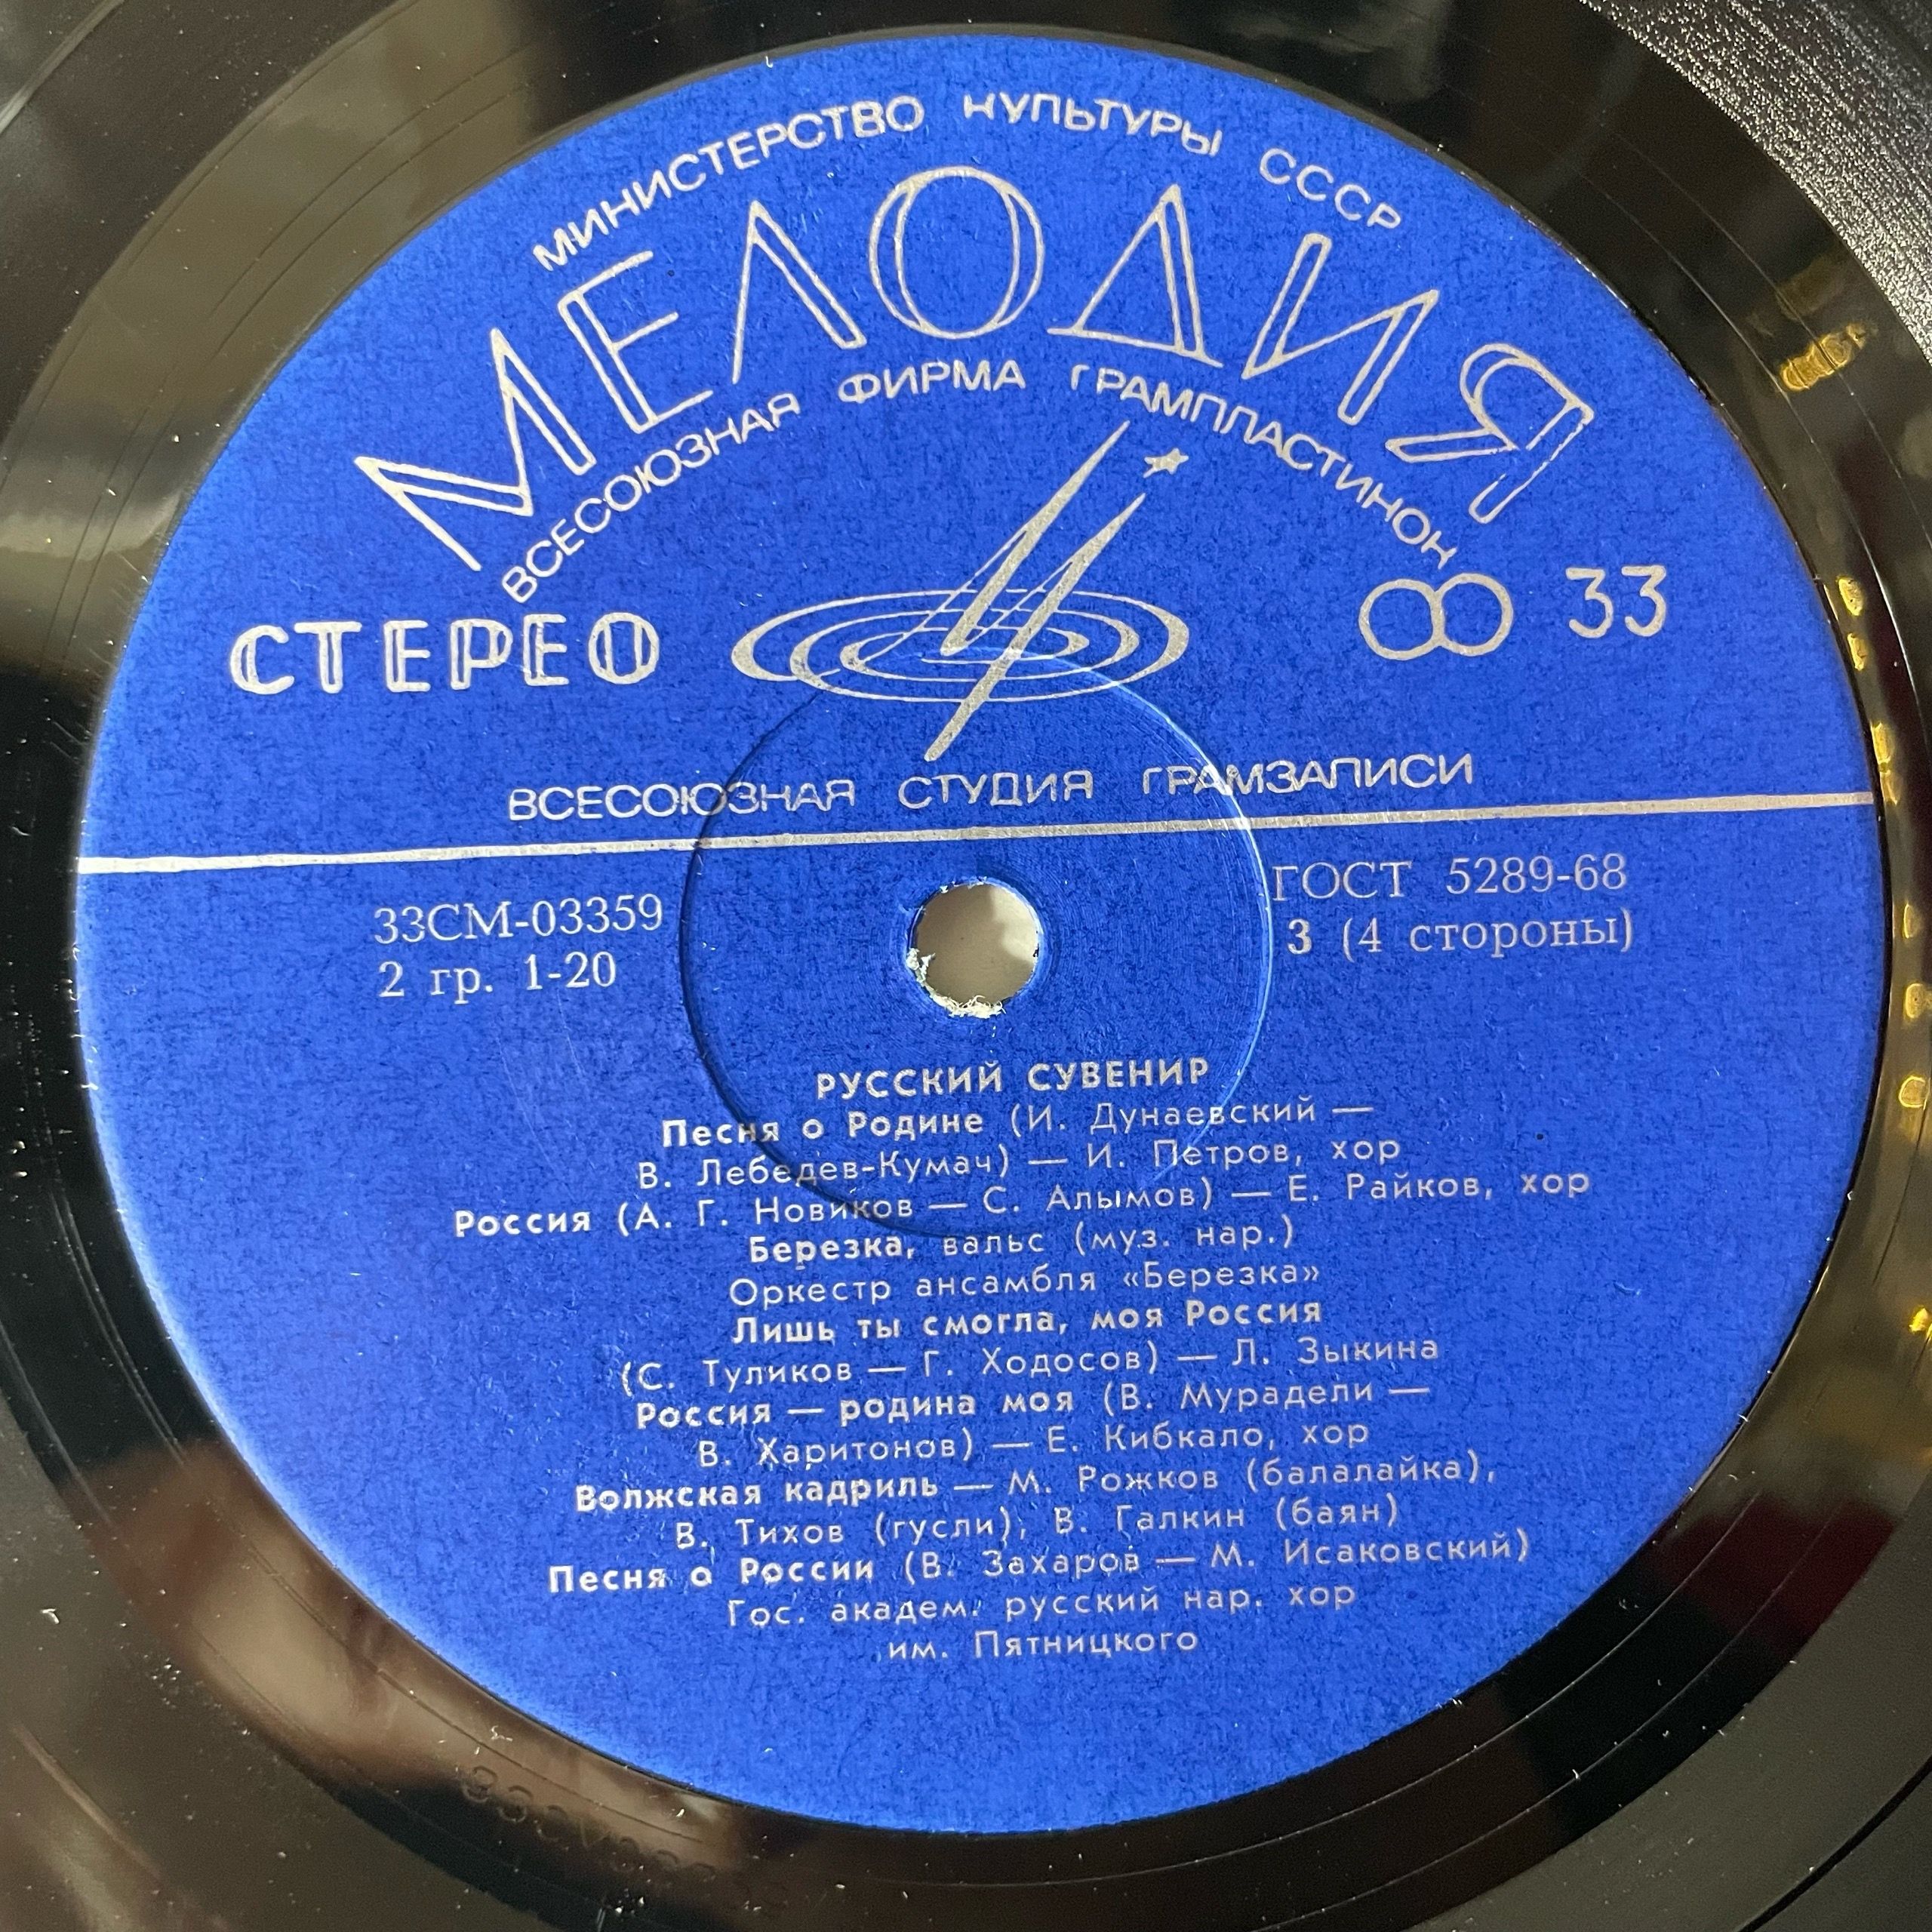 МИНИСТЕРСТВО КУЛЬТУРЫ СССР
МЕЛОДИЯ
ВСЕСОЮЗНАЯ ФИРМА ГРАМПЛАСТИНОК
СТЕРЕО
33
ВСЕСОЮЗНАЯ СТУДИЯ ГРАМЗАПИСИ
33СМ-03359
ГОСТ 5289-68
2 гр. 1-20
3 (4 стороны)
РУССКИЙ СУВЕНИР
Песня о Родине (И. Дунаевский —
В. Лебедев-Кумач) — И. Петров, хор
Россия (А. Г. Новиков — С. Алымов) — Е. Райков, хор
Березка, вальс (муз. нар.)
Оркестр ансамбля «Березка»
Лишь ты смогла, моя Россия
(С. Туликов — Г. Ходосов) — Л. Зыкина
Россия — родина моя (В. Мурадели —
В. Харитонов) — Е. Кибкало, хор
Волжская кадриль — М. Рожков (балалайка),
В. Тихов (гусли), В. Галкин (баян)
Песня о России (В. Захаров — М. Исаковский)
Гос. академ. русский нар. хор
им. Пятницкого